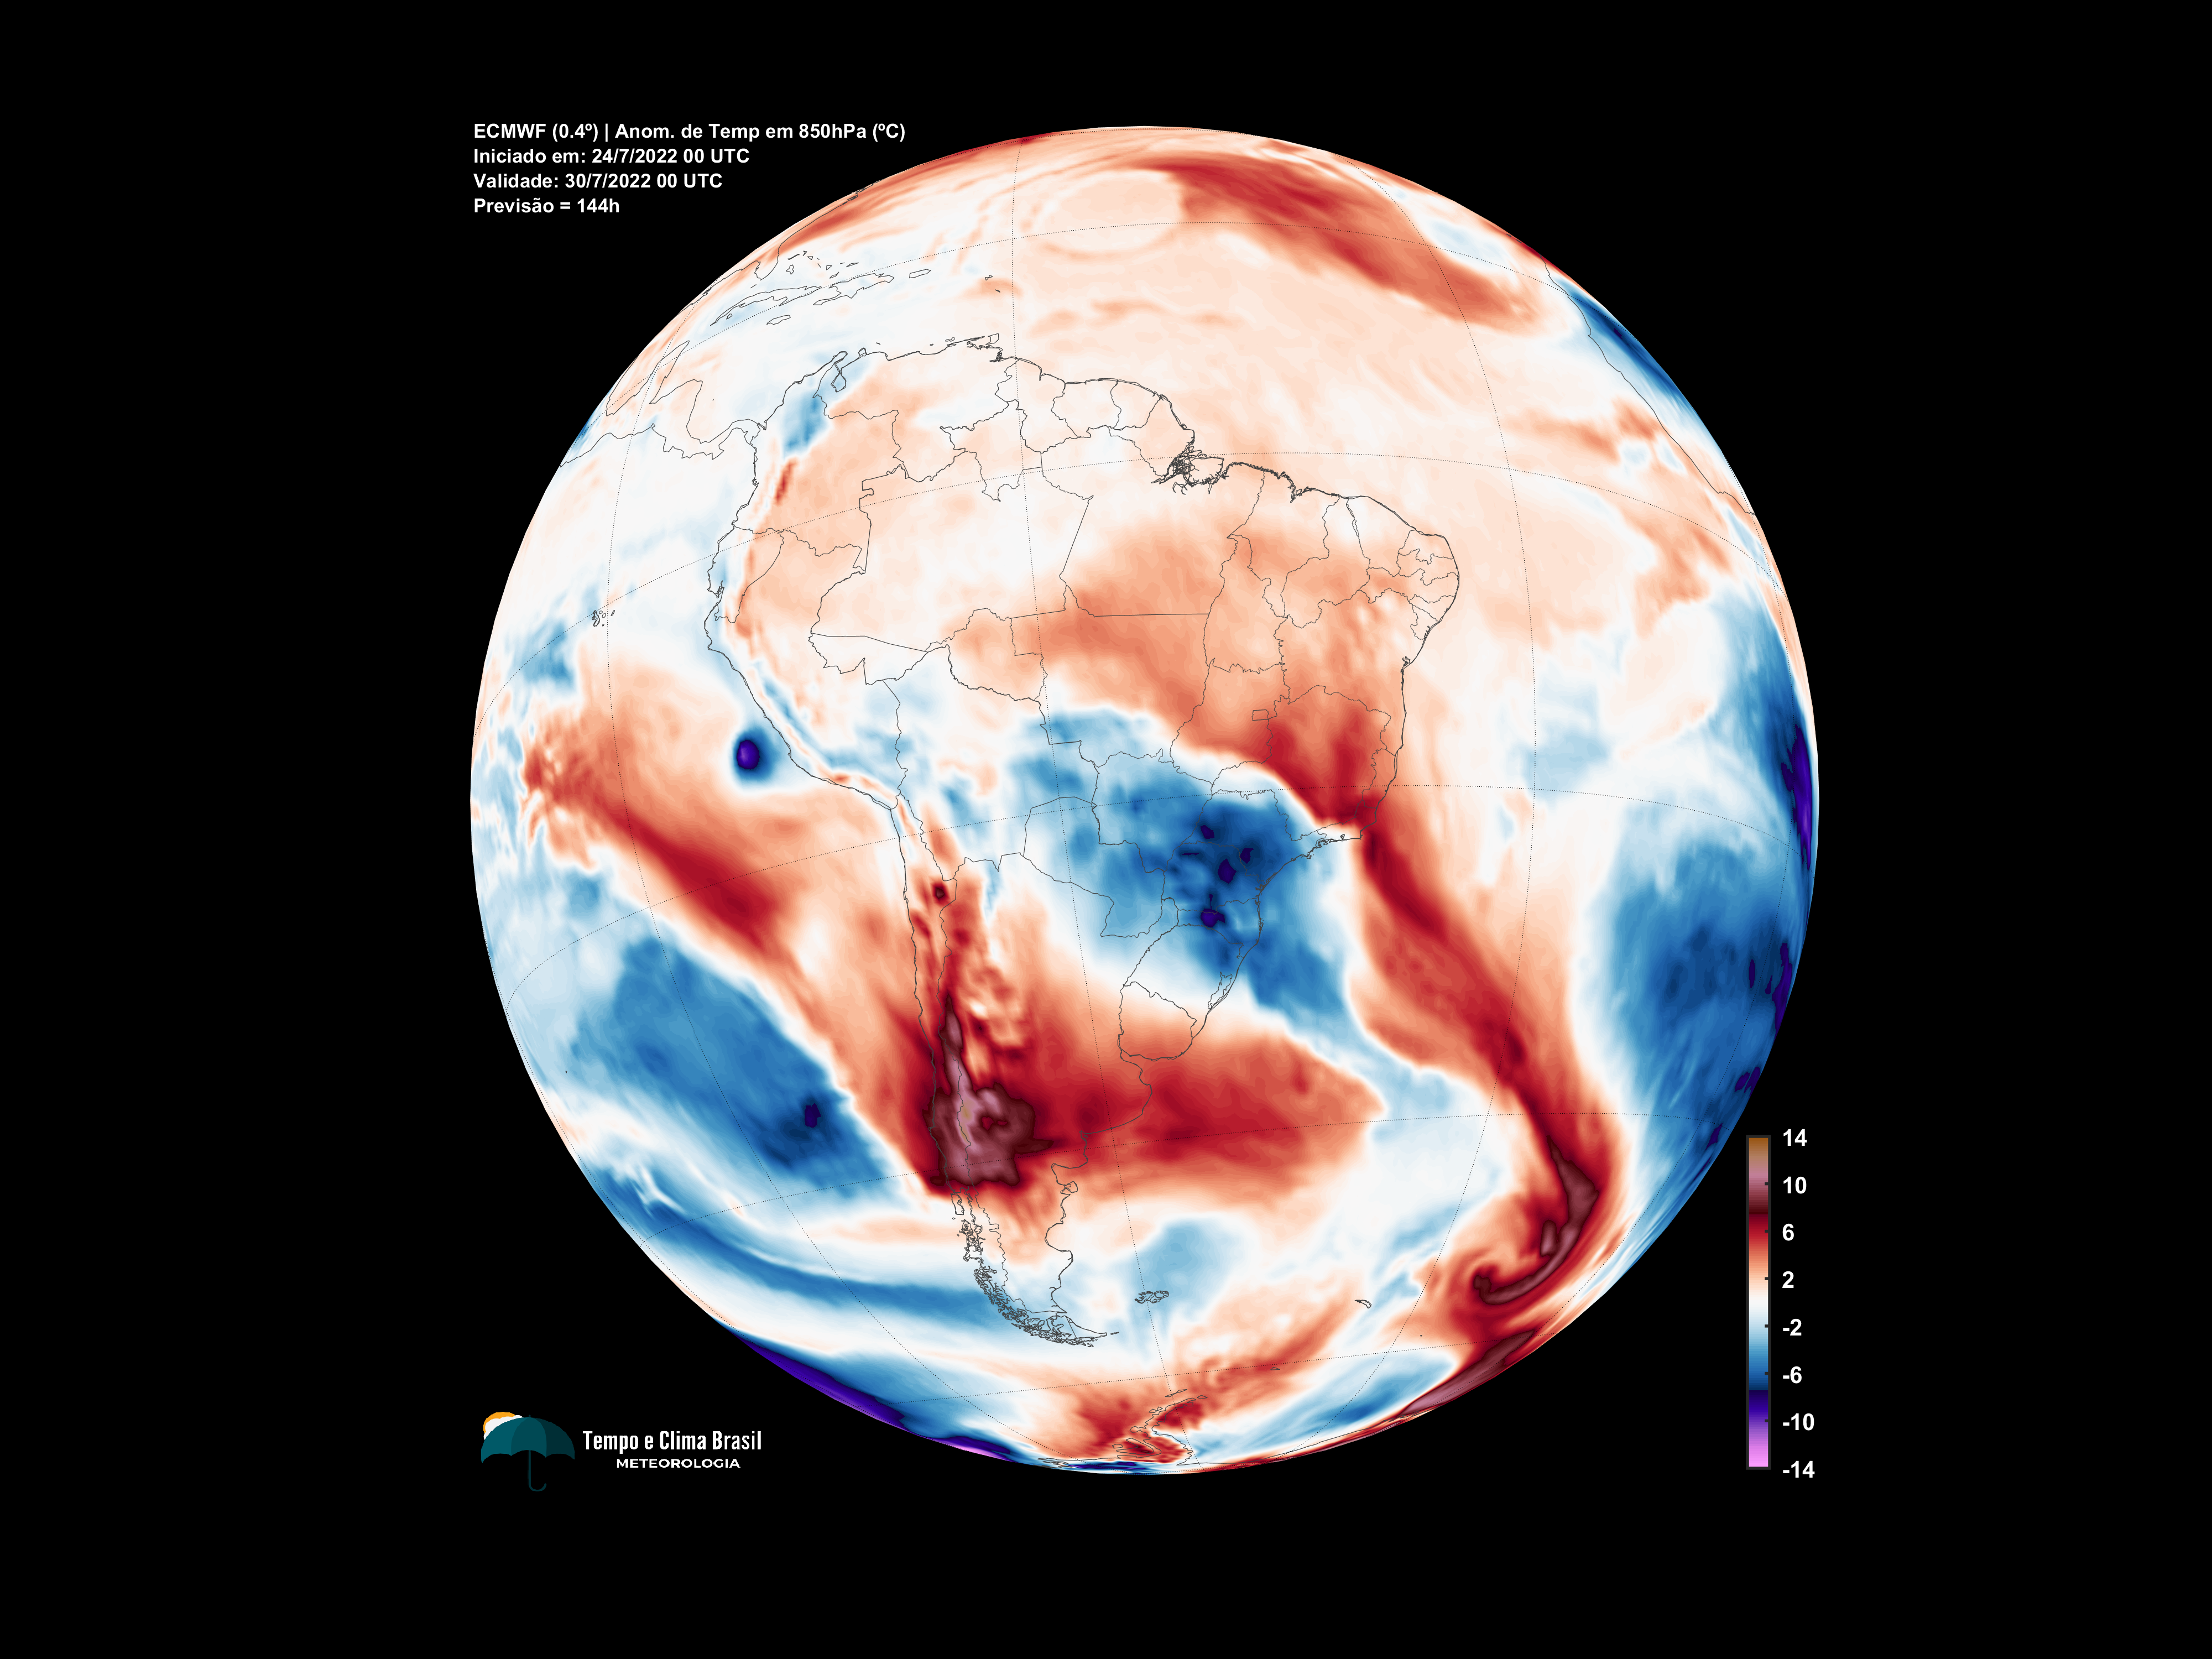 ECMWF (0.4º) | Anom. de Temp em 850hPa (ºC)
Iniciado em: 24/7/2022 00 UTC
Validade: 30/7/2022 00 UTC
Previsão = 144h
14
10
6
2
-2
-6
-10
-14
Tempo e Clima Brasil
METEOROLOGIA